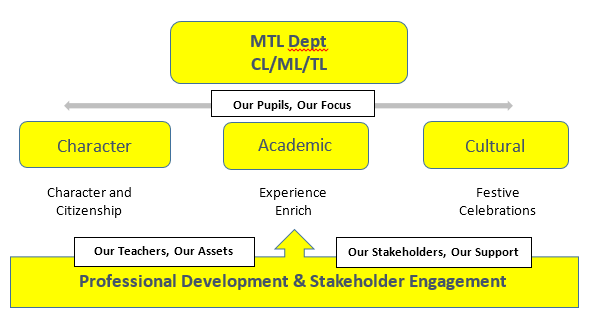 MTL Dept
CL/ML/TL
Our Pupils, Our Focus
Character
Academic
Cultural
Character and
Citizenship
Experience
Enrich
Festive
Celebrations
Our Teachers, Our Assets
Our Stakeholders, Our Support
Professional Development & Stakeholder Engagement